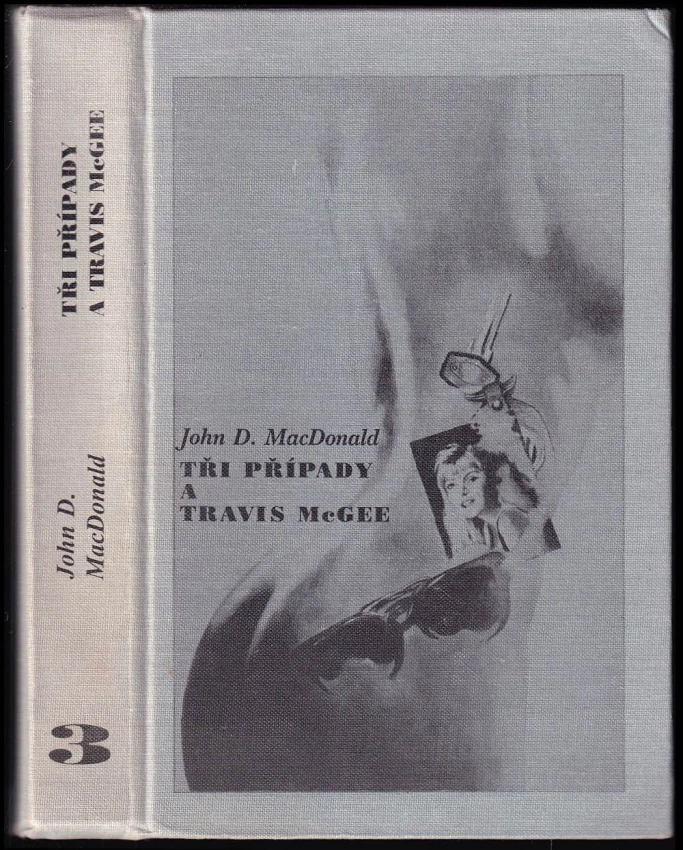 TŘI PŘÍPADY
A TRAVIS McGEE
John D.
MacDonald
3
John D. MacDonald
TŘI PŘÍPADY
A
TRAVIS McGEE